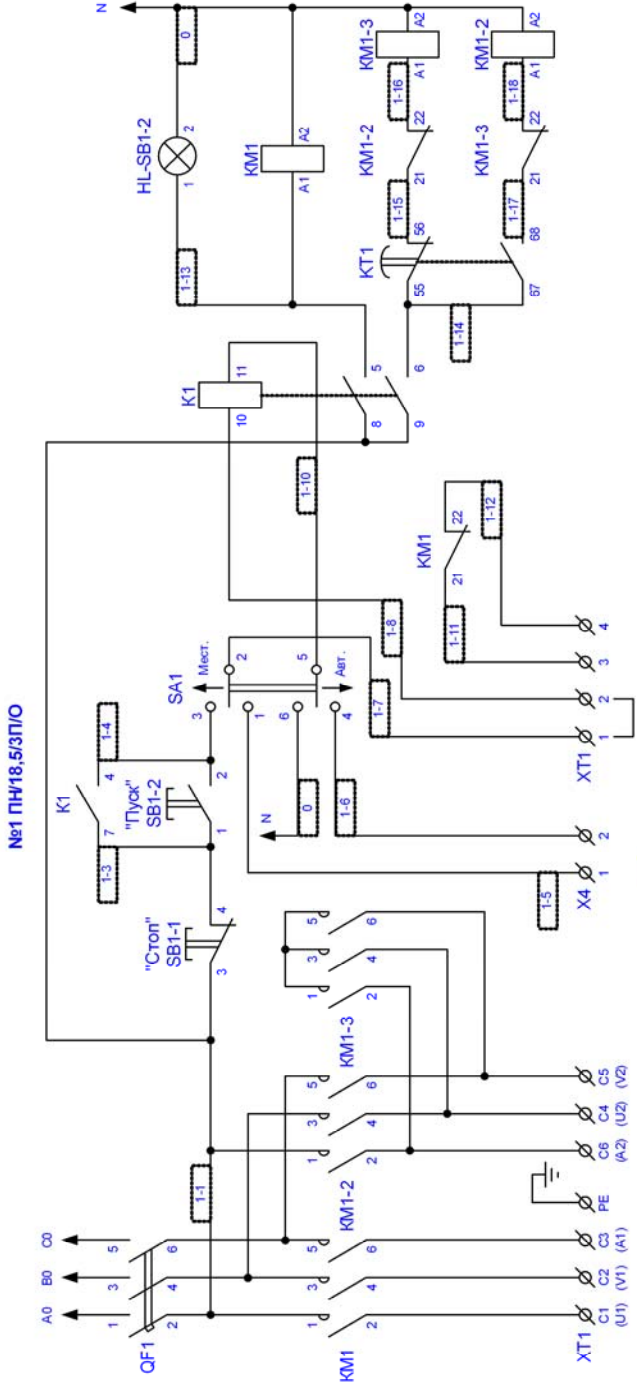 №1 ПН/18,5/ЗП/О
A0
B0
C0
1
3
5
QF1
2
4
6
1-1
1
3
5
KM1
2
4
6
1
3
5
KM1-2
2
4
6
1
3
5
KM1-3
2
4
6
XT1
C1
(U1)
C2
(V1)
C3
(A1)
PE
C6
(A2)
C4
(U2)
C5
(V2)
"Стоп"
SB1-1
3
4
1-3
K1
7
4
1-4
"Пуск"
SB1-2
1
2
SA1
Мест.
Авт.
3
1
6
4
2
5
N
0
1-6
1-5
X4
1
2
1-7
1-8
XT1
1
2
3
4
1-10
K1
10
11
8
5
9
6
KM1
21
22
1-11
1-12
1-13
HL-SB1-2
1
2
0
N
KM1
A1
A2
1-14
KT1
55
56
67
68
1-15
KM1-2
21
22
1-16
KM1-3
A1
A2
1-17
KM1-3
21
22
1-18
KM1-2
A1
A2